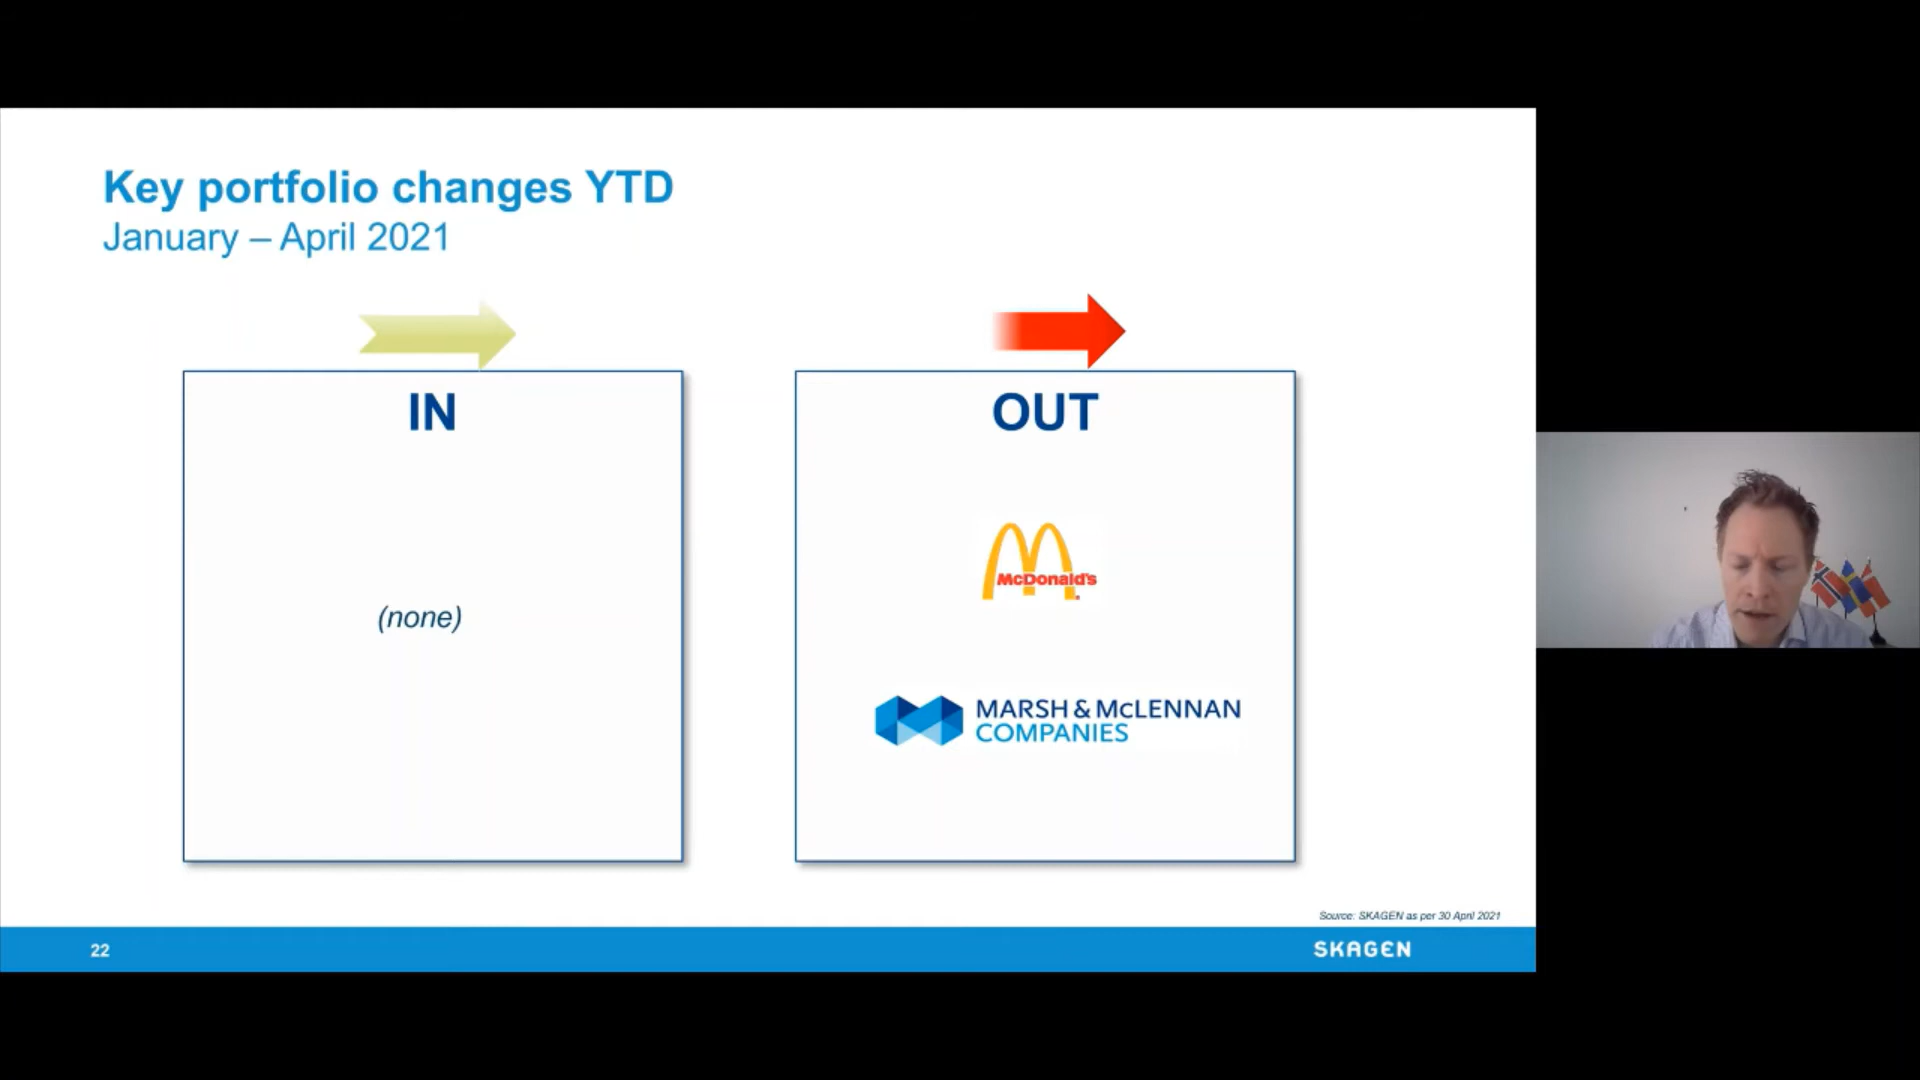 Key portfolio changes YTD
January – April 2021
IN
(none)
OUT
McDonald's
MARSH & McLENNAN
COMPANIES
Source: SKAGEN as per 30 April 2021
22
SKAGEN